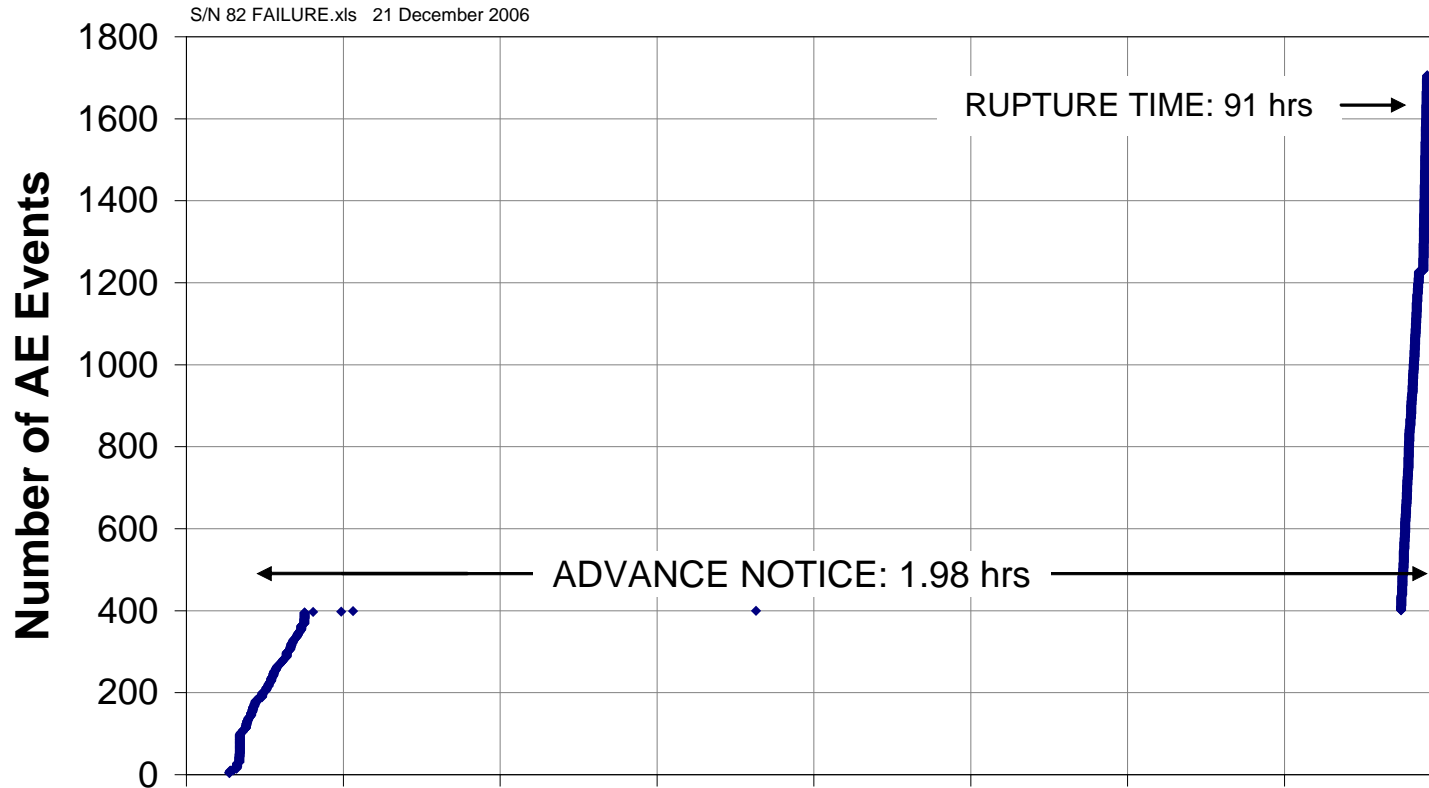 S/N 82 FAILURE.xls 21 December 2006
1800
1600
1400
1200
1000
800
600
400
200
0
Number of AE Events
RUPTURE TIME: 91 hrs
ADVANCE NOTICE: 1.98 hrs